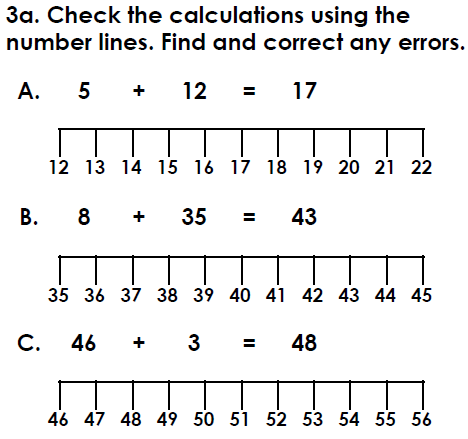 3a. Check the calculations using the
number lines. Find and correct any errors.
A. 5 + 12 = 17
12 13 14 15 16 17 18 19 20 21 22
B. 8 + 35 = 43
35 36 37 38 39 40 41 42 43 44 45
C. 46 + 3 = 48
46 47 48 49 50 51 52 53 54 55 56